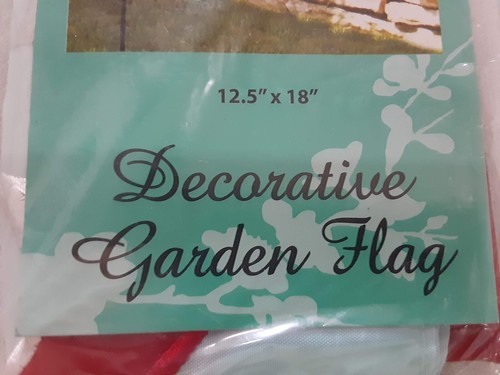 12.5” x 18”
Decorative
Garden Flag